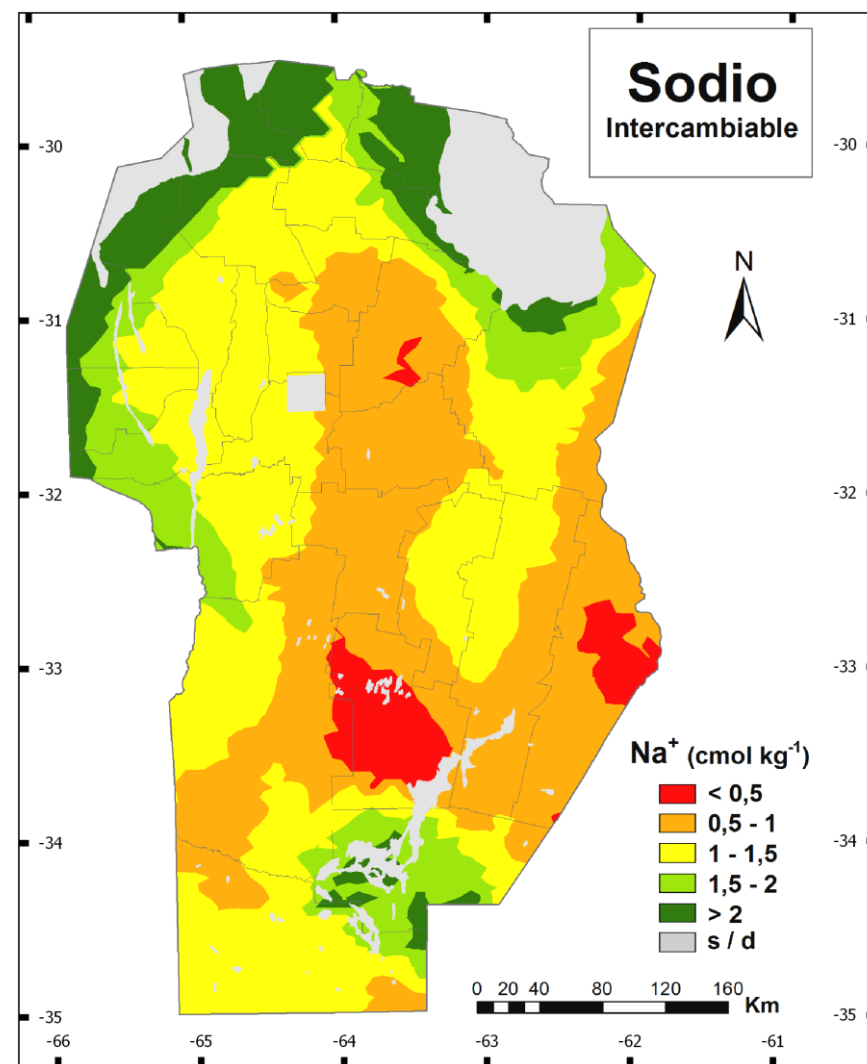 Sodio
Intercambiable
-30 -30
N
-31 -31
-32 -32
-33 -33
Na⁺ (cmol kg⁻¹)
< 0,5
0,5 - 1
-34 -34
1 - 1,5
1,5 - 2
> 2
s / d
0 20 40 80 120 160
Km
-35 -35
-66 -65 -64 -63 -62 -61